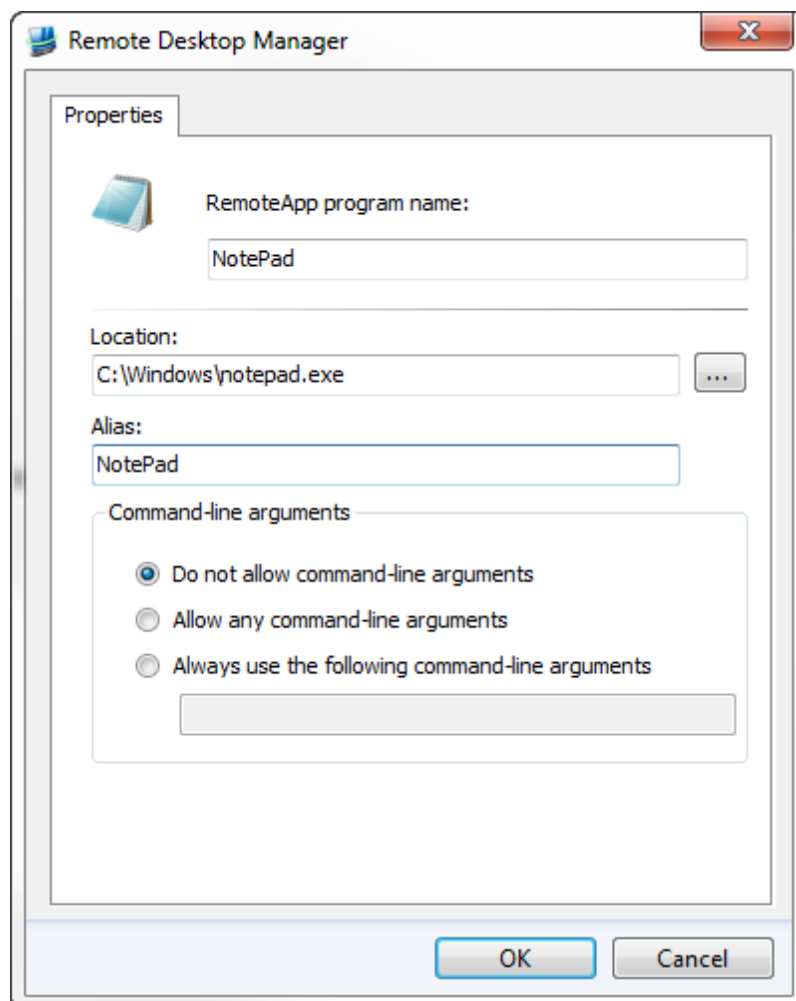 Remote Desktop Manager
Properties
RemoteApp program name:
NotePad
Location:
C:\Windows\notepad.exe
...
Alias:
NotePad
Command-line arguments
Do not allow command-line arguments
Allow any command-line arguments
Always use the following command-line arguments
OK
Cancel